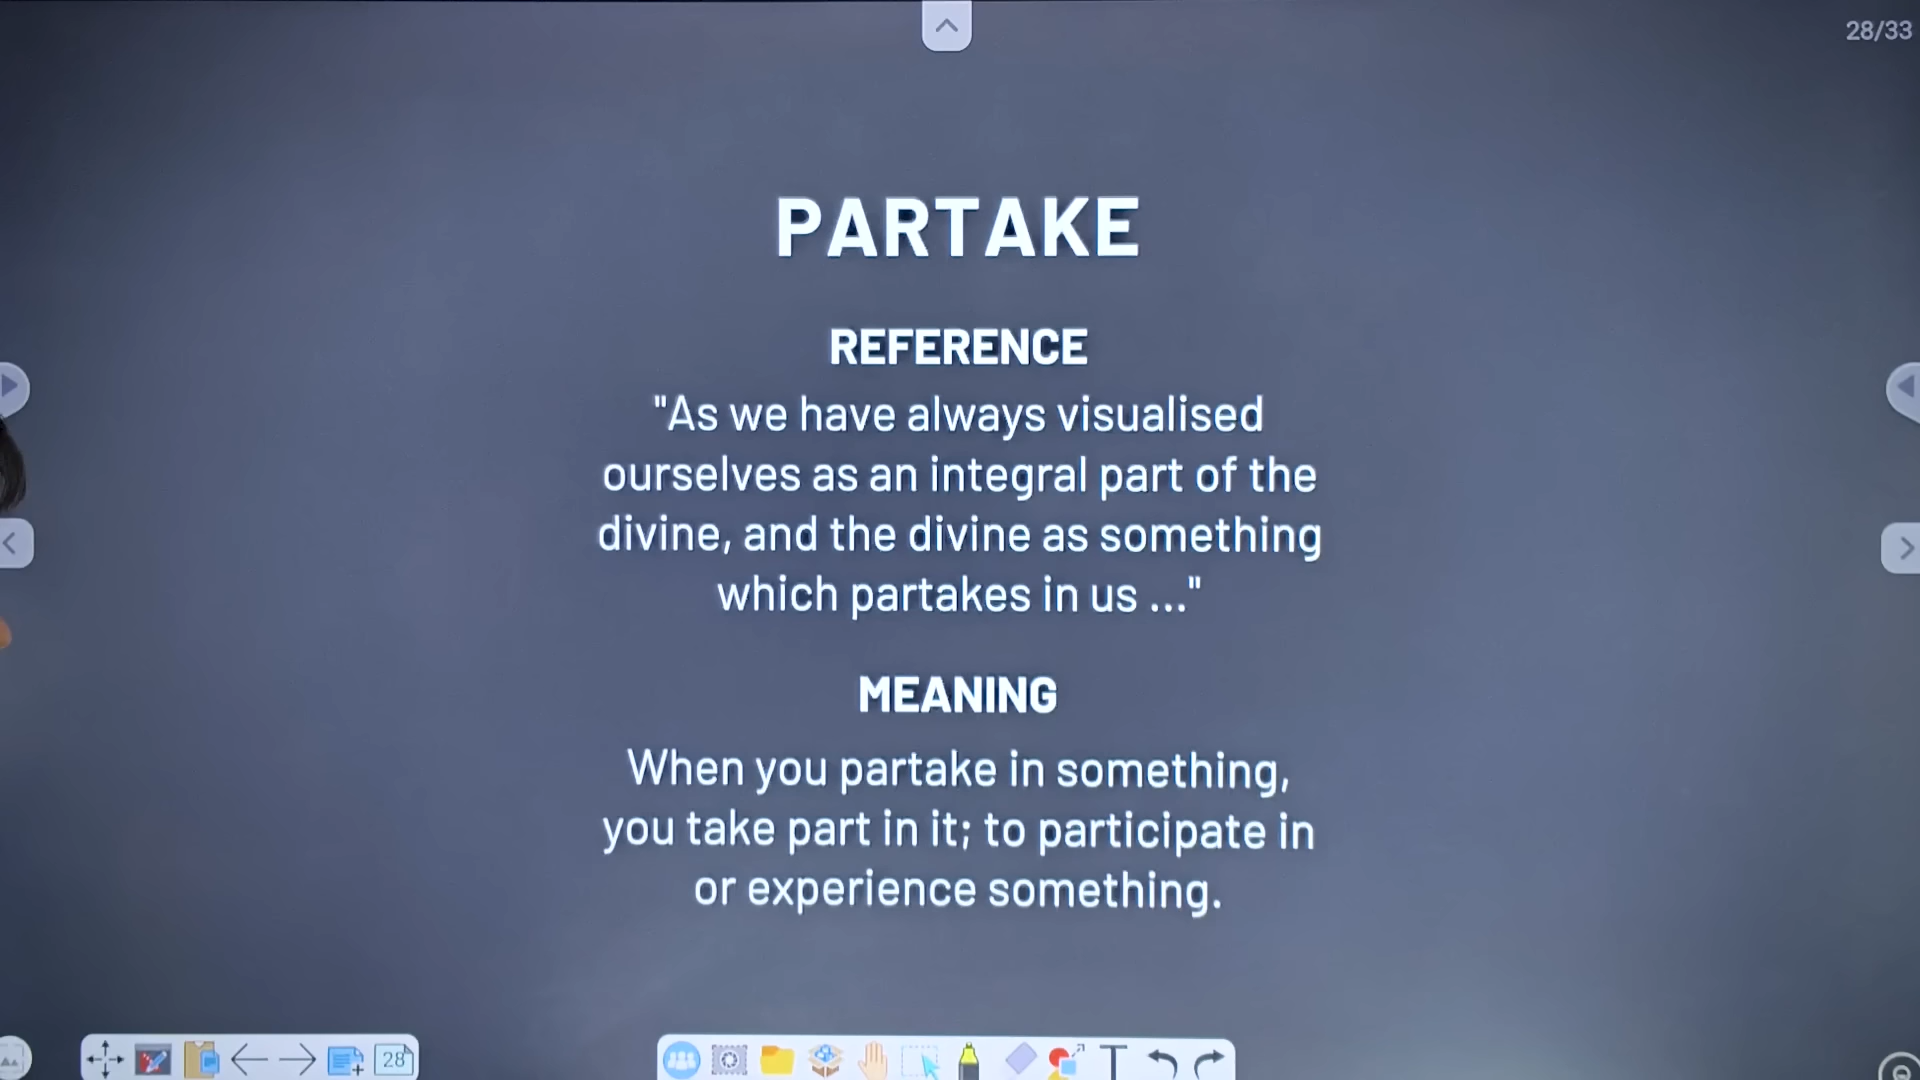 28/33
PARTAKE
REFERENCE
"As we have always visualised
ourselves as an integral part of the
divine, and the divine as something
which partakes in us ..."
MEANING
When you partake in something,
you take part in it; to participate in
or experience something.
28
T